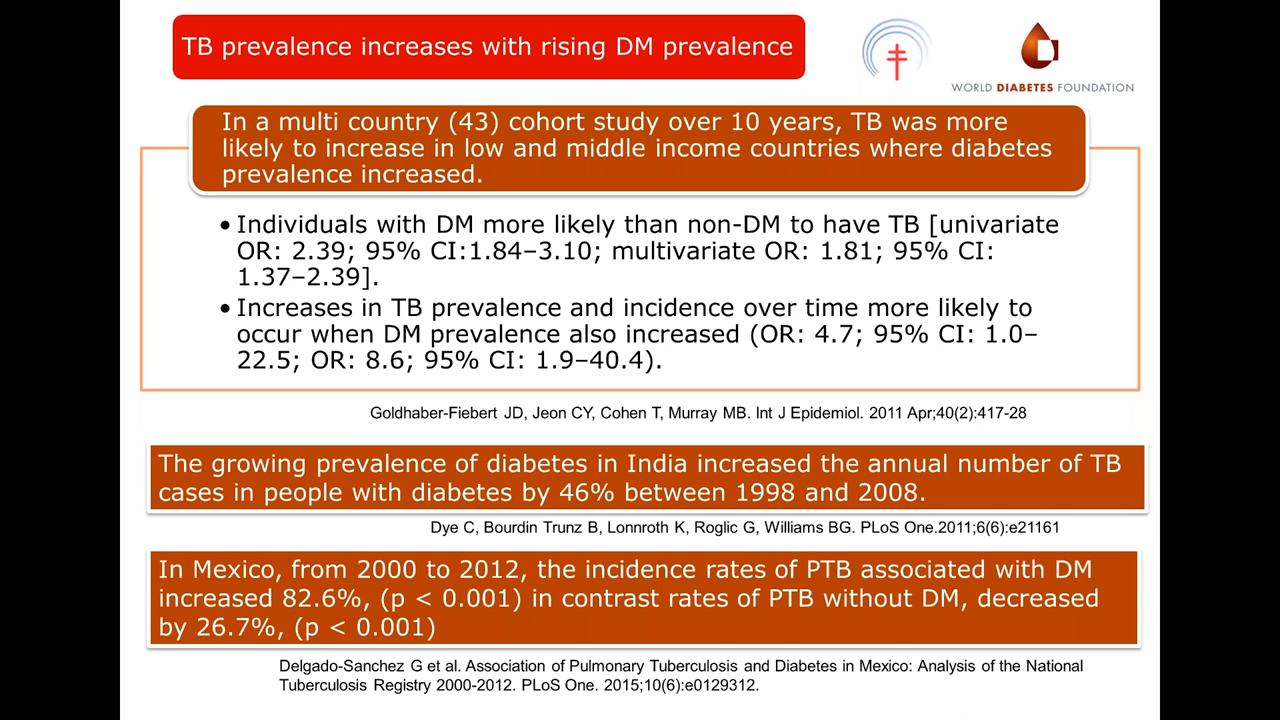 TB prevalence increases with rising DM prevalence
WORLD DIABETES FOUNDATION
In a multi country (43) cohort study over 10 years, TB was more
likely to increase in low and middle income countries where diabetes
prevalence increased.
• Individuals with DM more likely than non-DM to have TB [univariate
OR: 2.39; 95% CI:1.84–3.10; multivariate OR: 1.81; 95% CI:
1.37–2.39].
• Increases in TB prevalence and incidence over time more likely to
occur when DM prevalence also increased (OR: 4.7; 95% CI: 1.0–
22.5; OR: 8.6; 95% CI: 1.9–40.4).
Goldhaber-Fiebert JD, Jeon CY, Cohen T, Murray MB. Int J Epidemiol. 2011 Apr;40(2):417-28
The growing prevalence of diabetes in India increased the annual number of TB
cases in people with diabetes by 46% between 1998 and 2008.
Dye C, Bourdin Trunz B, Lonnroth K, Roglic G, Williams BG. PLoS One.2011;6(6):e21161
In Mexico, from 2000 to 2012, the incidence rates of PTB associated with DM
increased 82.6%, (p < 0.001) in contrast rates of PTB without DM, decreased
by 26.7%, (p < 0.001)
Delgado-Sanchez G et al. Association of Pulmonary Tuberculosis and Diabetes in Mexico: Analysis of the National
Tuberculosis Registry 2000-2012. PLoS One. 2015;10(6):e0129312.